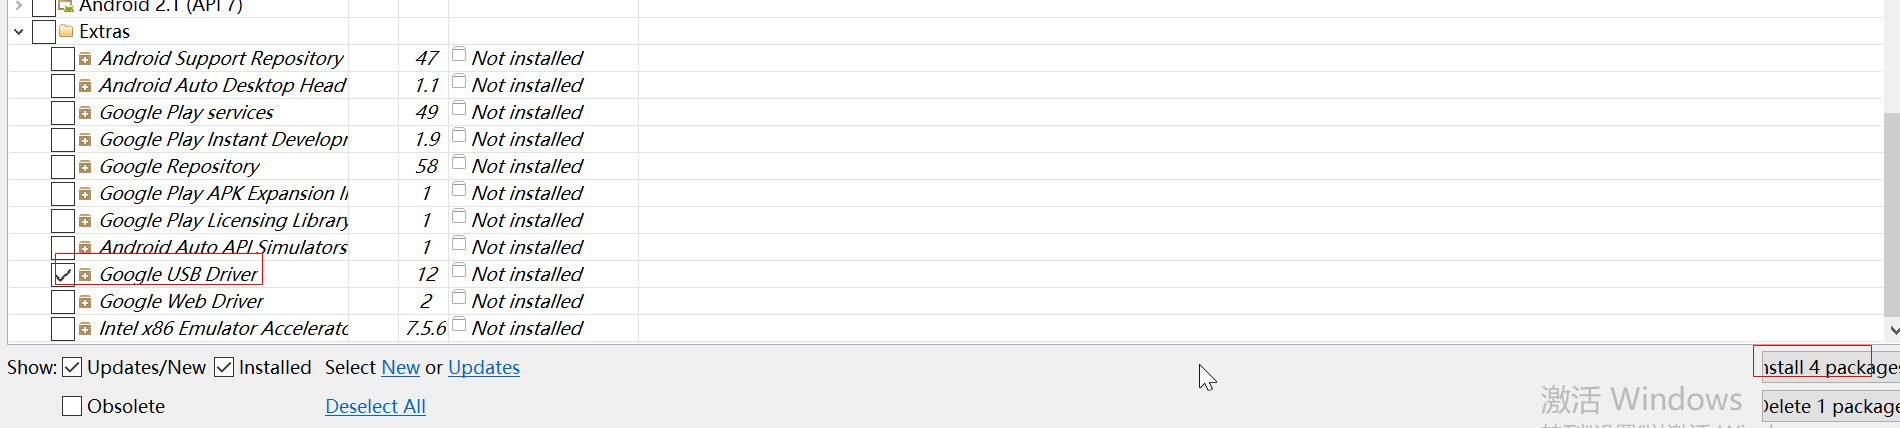 Android 2.1 (API 7)
Extras
Android Support Repository 47 Not installed
Android Auto Desktop Head 1.1 Not installed
Google Play services 49 Not installed
Google Play Instant Developr 1.9 Not installed
Google Repository 58 Not installed
Google Play APK Expansion 1 Not installed
Google Play Licensing Library 1 Not installed
Android Auto API Simulators 1 Not installed
Google USB Driver 12 Not installed
Google Web Driver 2 Not installed
Intel x86 Emulator Accelerato 7.5.6 Not installed
Show: Updates/New Installed Select New or Updates nstall 4 packages
Obsolete Deselect All 激活 Windows Delete 1 package